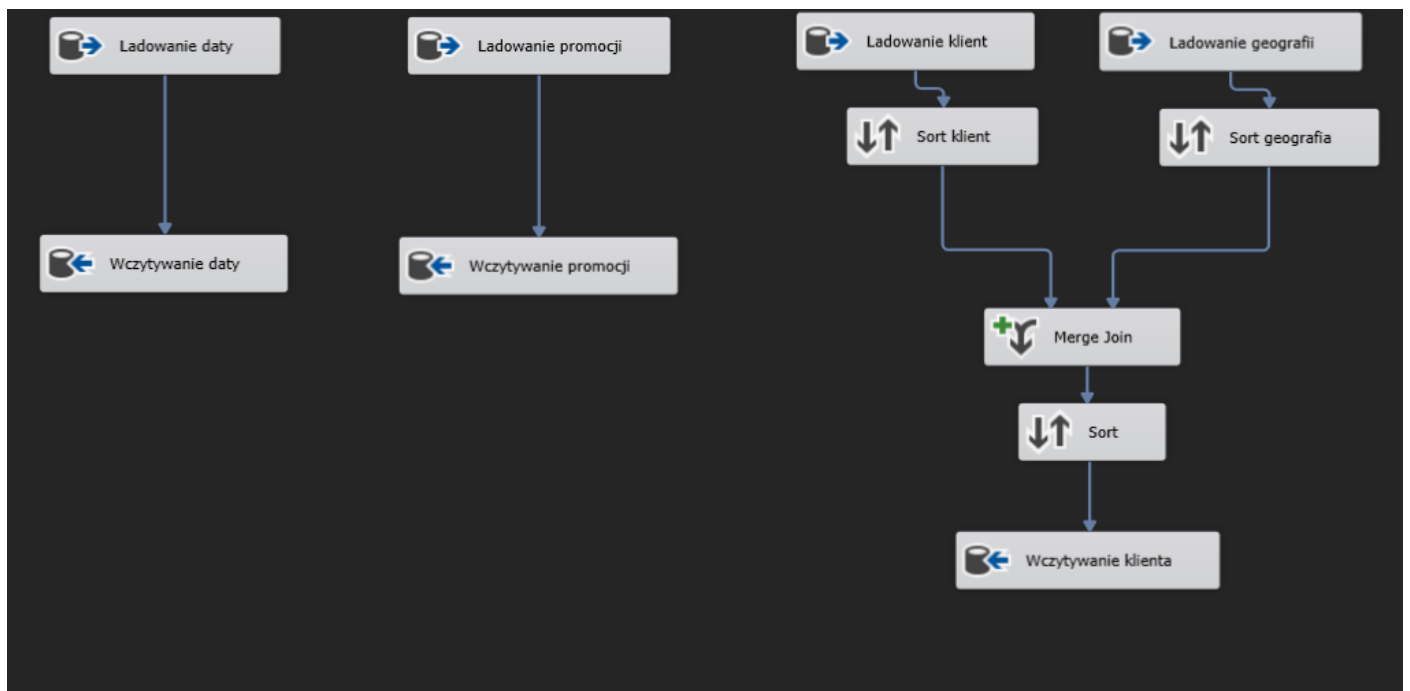 Ladowanie daty
Ladowanie promocji
Ladowanie klient
Ladowanie geografii
Sort klient
Sort geografia
Wczytywanie daty
Wczytywanie promocji
Merge Join
Sort
Wczytywanie klienta